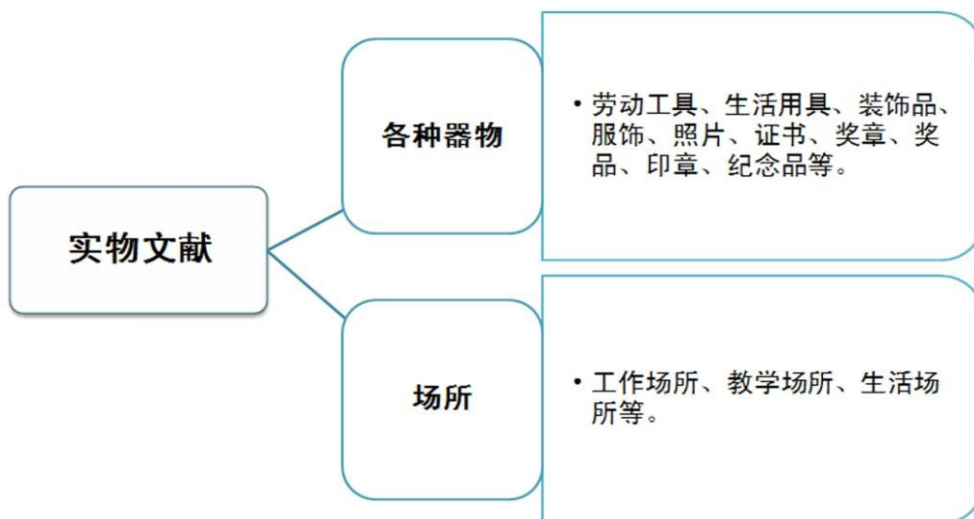 实物文献
各种器物
• 劳动工具、生活用具、装饰品、
服饰、照片、证书、奖章、奖
品、印章、纪念品等。
场所
• 工作场所、教学场所、生活场
所等。